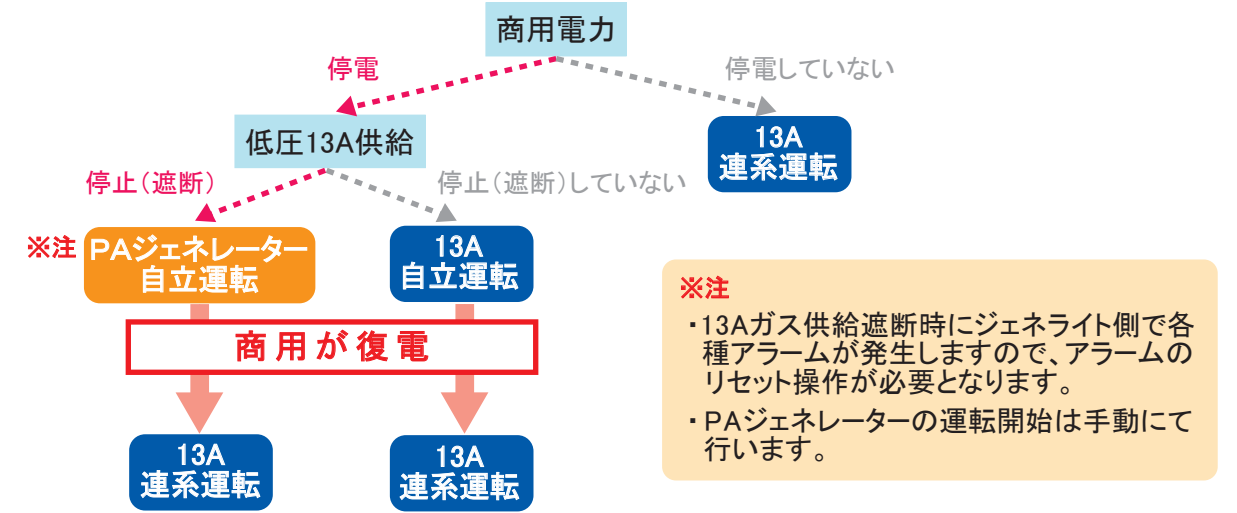 商用電力
停電
停電していない
低圧13A供給
13A
連系運転
停止（遮断）
停止（遮断）していない
※注
PAジェネレーター
自立運転
13A
自立運転
商用が復電
13A
連系運転
13A
連系運転
※注
・13Aガス供給遮断時にジェネライト側で各
種アラームが発生しますので、アラームの
リセット操作が必要となります。
・PAジェネレーターの運転開始は手動にて
行います。